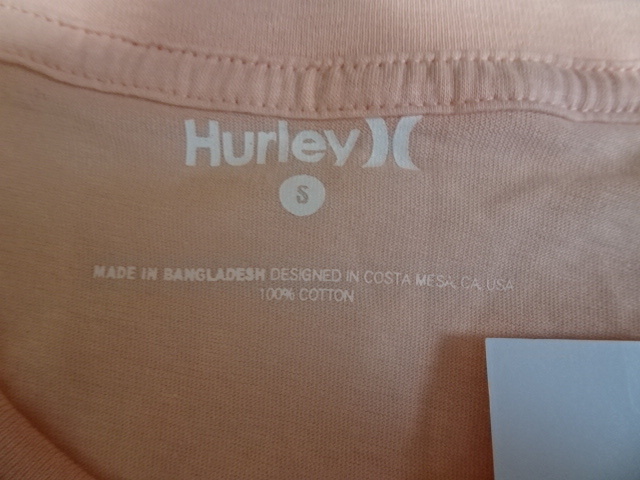 Hurley
S
MADE IN BANGLADESH DESIGNED IN COSTA MESA, CA, USA
100% COTTON